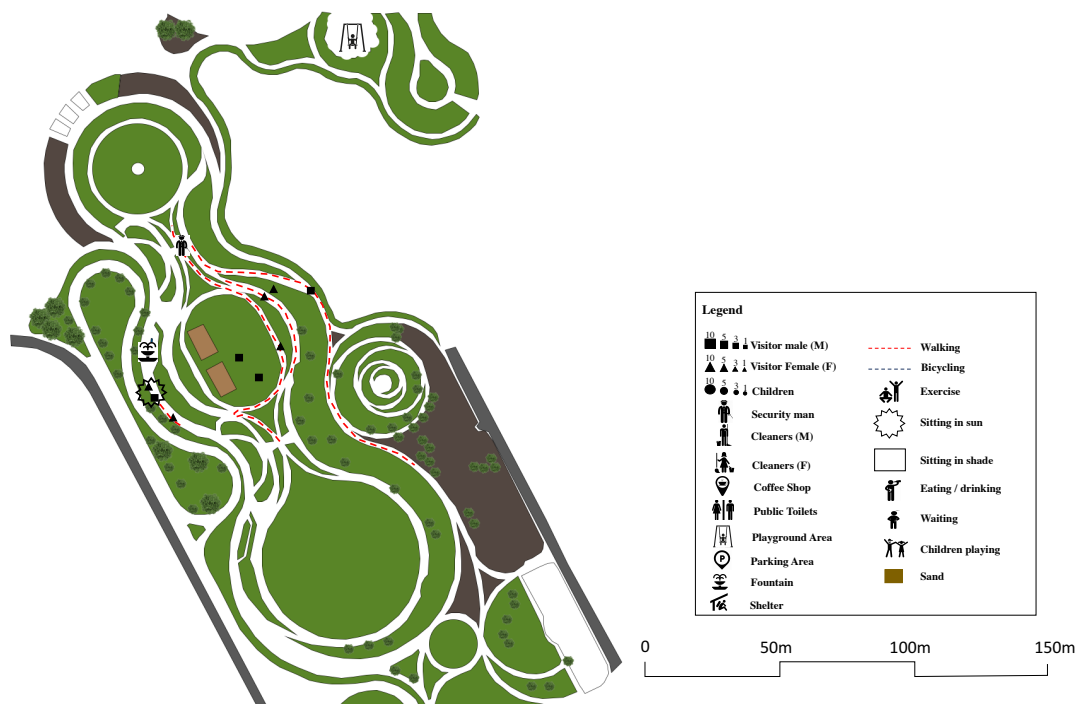 Legend
10 5 3 1 Visitor male (M)
10 5 3 1 Visitor Female (F)
10 5 3 1 Children
Security man
Cleaners (M)
Cleaners (F)
Coffee Shop
Public Toilets
Playground Area
P Parking Area
Fountain
Shelter
Walking
Bicycling
Exercise
Sitting in sun
Sitting in shade
Eating / drinking
Waiting
Children playing
Sand
0 50m 100m 150m